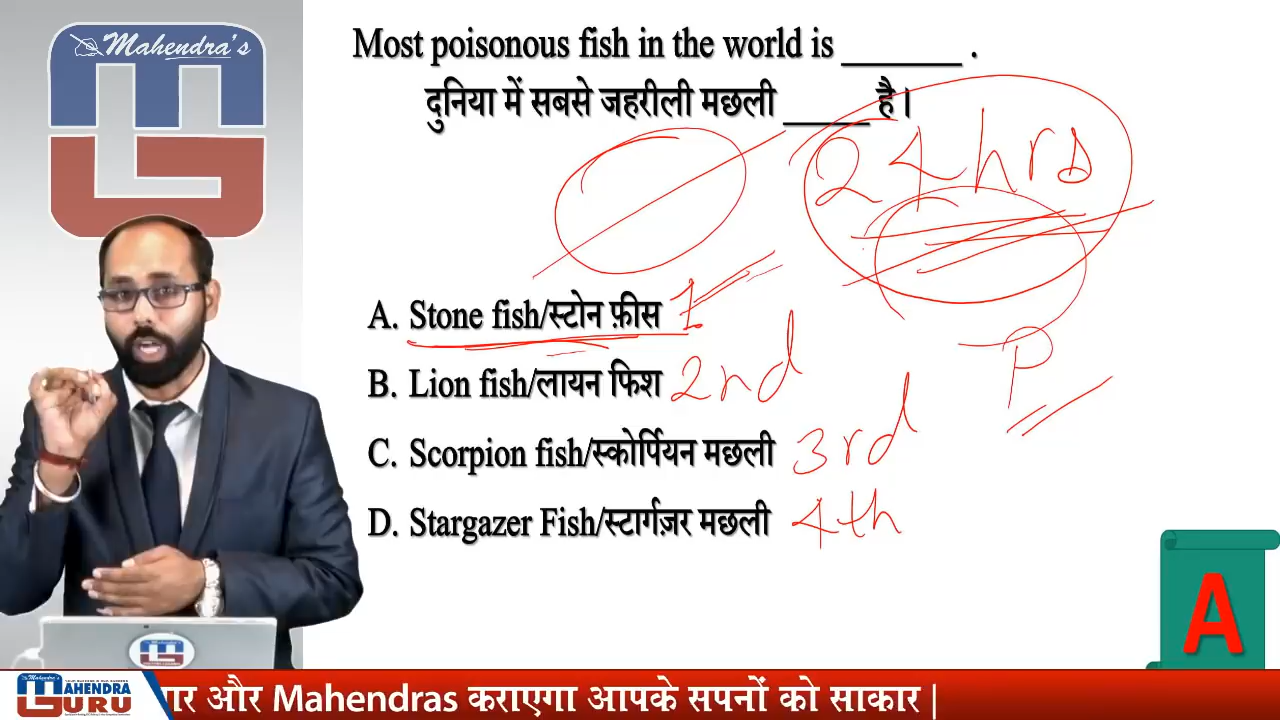 Mahendra's
Most poisonous fish in the world is _______ .
दुनिया में सबसे जहरीली मछली _____ है।
24hrs
A. Stone fish/स्टोन फ़ीस 1
B. Lion fish/लायन फिश 2nd
P
C. Scorpion fish/स्कोर्पियन मछली 3rd
D. Stargazer Fish/स्टार्गज़र मछली 4th
A
MAHENDRA
GURU
ार और Mahendras कराएगा आपके सपनों को साकार |